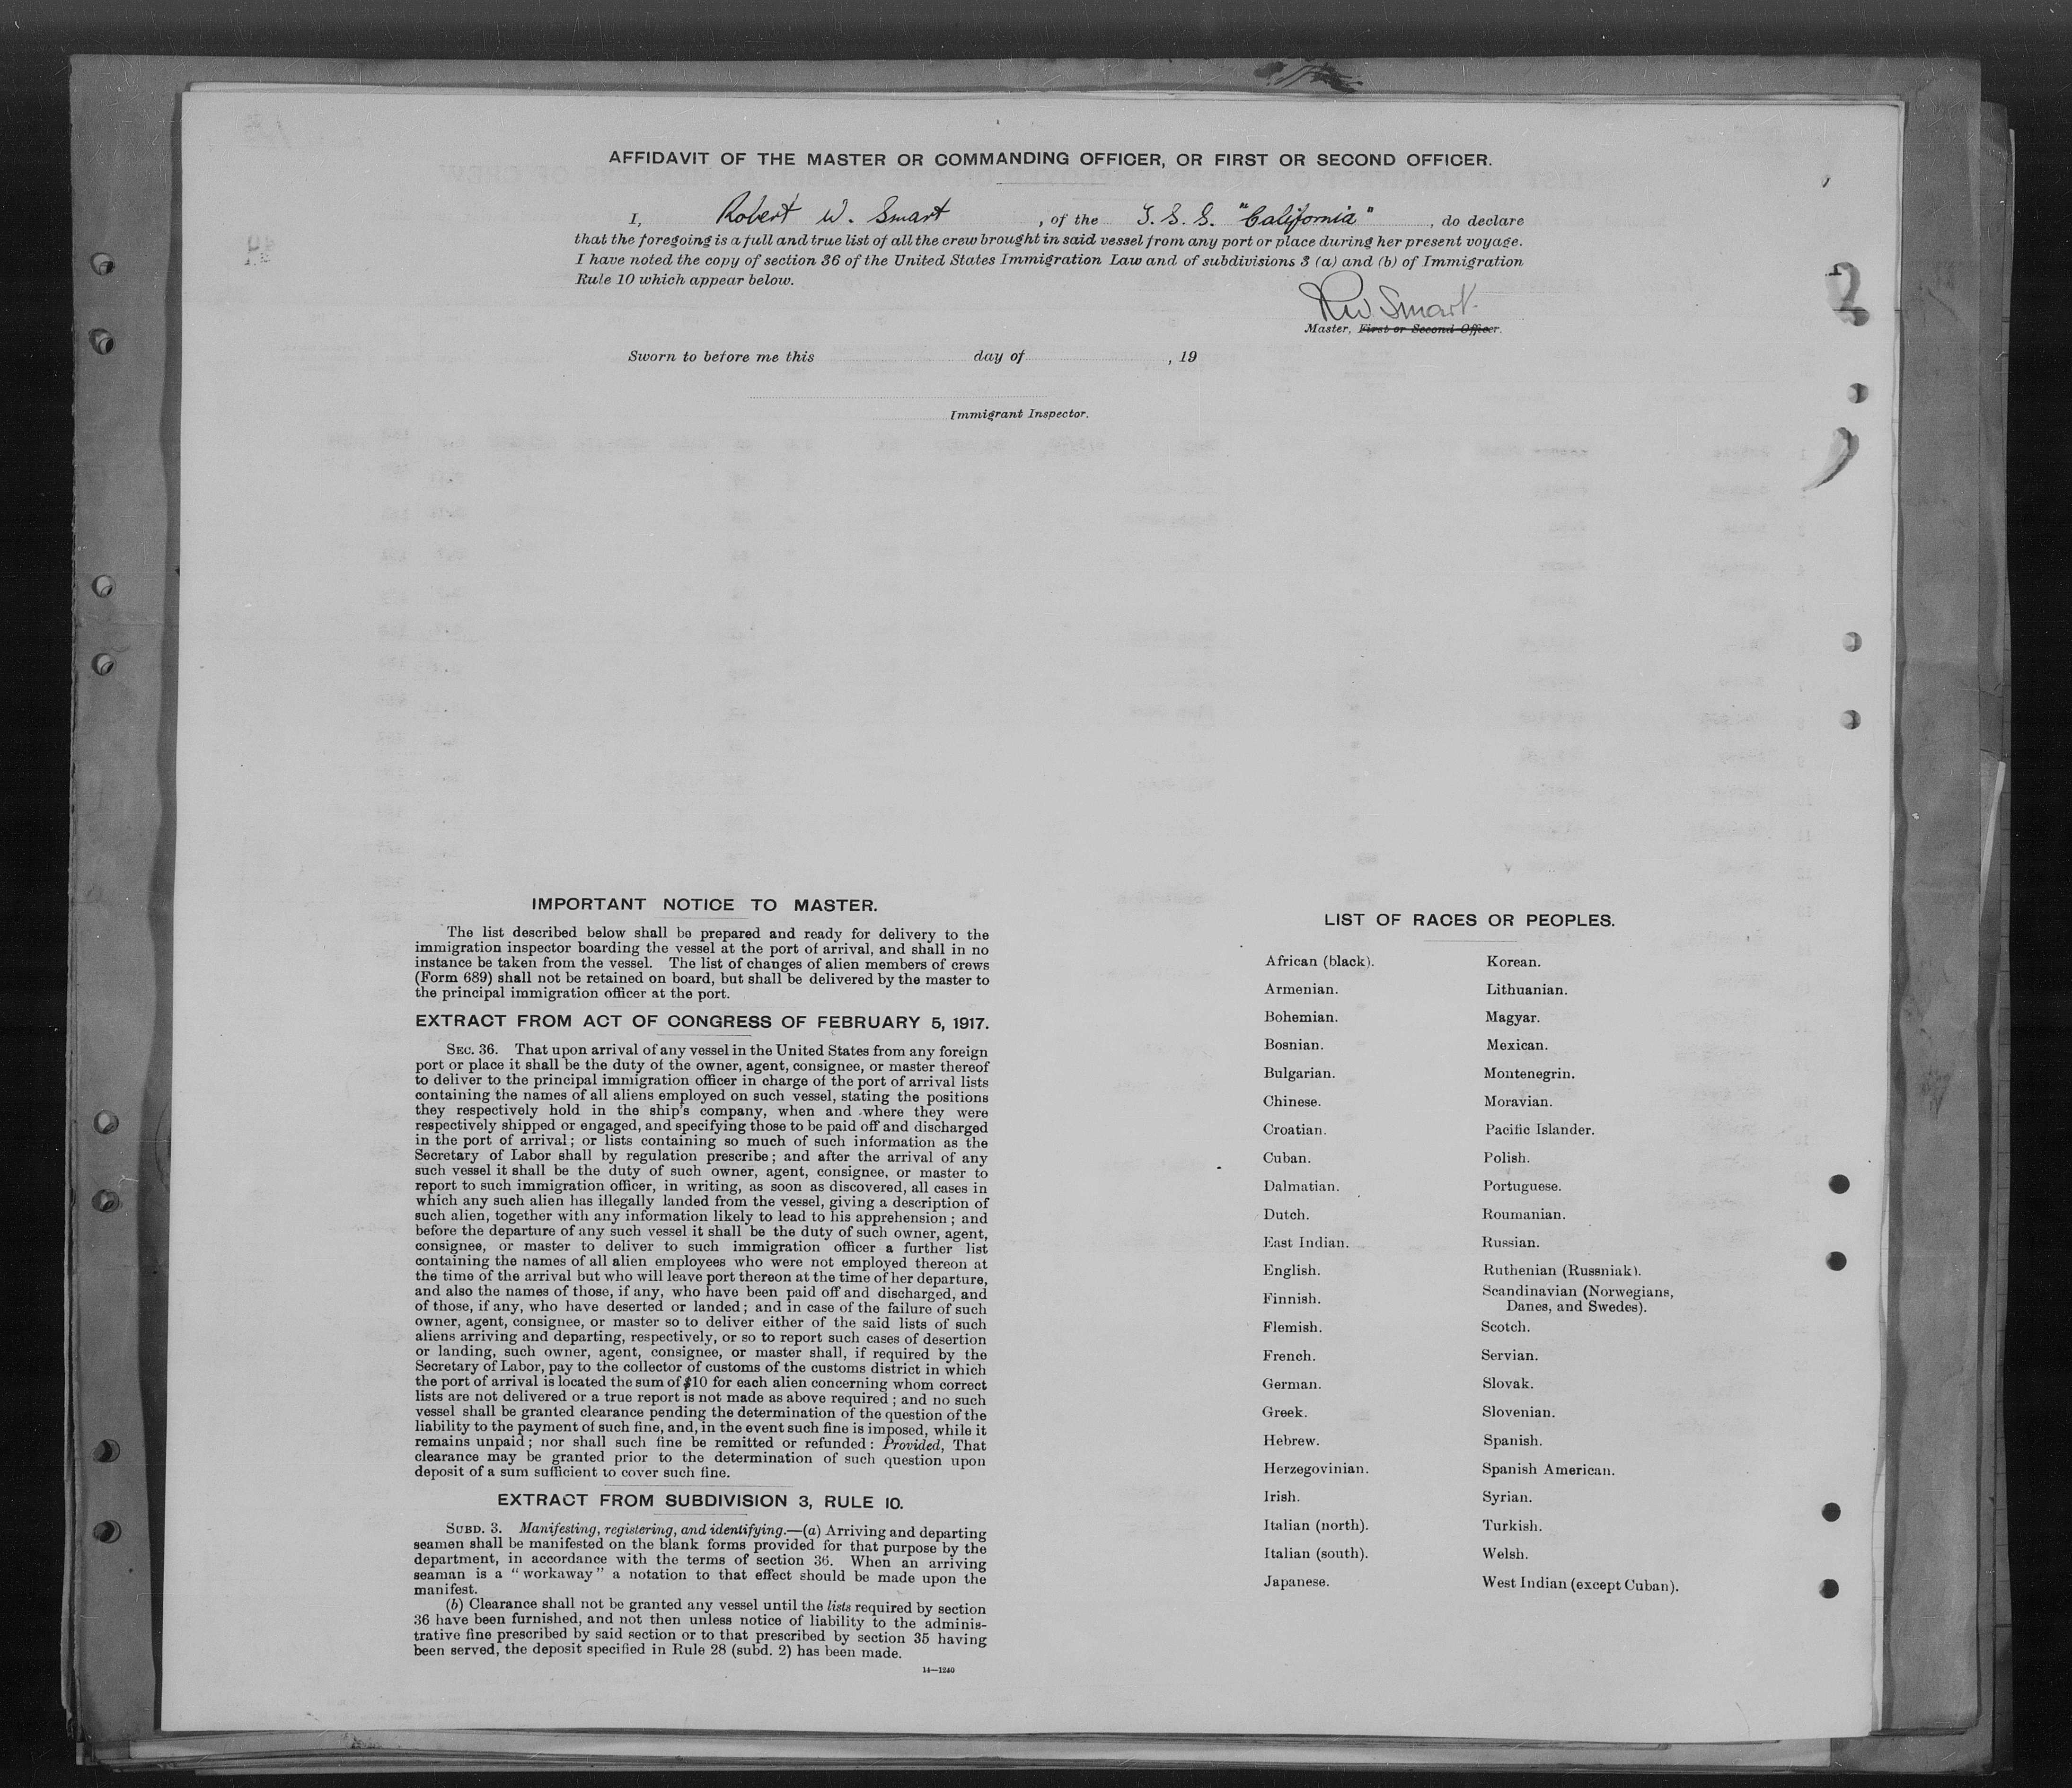 AFFIDAVIT OF THE MASTER OR COMMANDING OFFICER, OR FIRST OR SECOND OFFICER.
I, Robert W. Smart, of the T. S. S. "California", do declare
that the foregoing is a full and true list of all the crew brought in said vessel from any port or place during her present voyage.
I have noted the copy of section 36 of the United States Immigration Law and of subdivisions 3 (a) and (b) of Immigration
Rule 10 which appear below.
RW Smart
Master, First or Second Officer.
Sworn to before me this day of , 19
Immigrant Inspector.
IMPORTANT NOTICE TO MASTER.
The list described below shall be prepared and ready for delivery to the
immigration inspector boarding the vessel at the port of arrival, and shall in no
instance be taken from the vessel. The list of changes of alien members of crews
(Form 689) shall not be retained on board, but shall be delivered by the master to
the principal immigration officer at the port.
EXTRACT FROM ACT OF CONGRESS OF FEBRUARY 5, 1917.
SEC. 36. That upon arrival of any vessel in the United States from any foreign
port or place it shall be the duty of the owner, agent, consignee, or master thereof
to deliver to the principal immigration officer in charge of the port of arrival lists
containing the names of all aliens employed on such vessel, stating the positions
they respectively hold in the ship's company, when and where they were
respectively shipped or engaged, and specifying those to be paid off and discharged
in the port of arrival; or lists containing so much of such information as the
Secretary of Labor shall by regulation prescribe; and after the arrival of any
such vessel it shall be the duty of such owner, agent, consignee, or master to
report to such immigration officer, in writing, as soon as discovered, all cases in
which any such alien has illegally landed from the vessel, giving a description of
such alien, together with any information likely to lead to his apprehension; and
before the departure of any such vessel it shall be the duty of such owner, agent,
consignee, or master to deliver to such immigration officer a further list
containing the names of all alien employees who were not employed thereon at
the time of the arrival but who will leave port thereon at the time of her departure,
and also the names of those, if any, who have been paid off and discharged, and
of those, if any, who have deserted or landed; and in case of the failure of such
owner, agent, consignee, or master so to deliver either of the said lists of such
aliens arriving and departing, respectively, or so to report such cases of desertion
or landing, such owner, agent, consignee, or master shall, if required by the
Secretary of Labor, pay to the collector of customs of the customs district in which
the port of arrival is located the sum of $10 for each alien concerning whom correct
lists are not delivered or a true report is not made as above required; and no such
vessel shall be granted clearance pending the determination of the question of the
liability to the payment of such fine, and, in the event such fine is imposed, while it
remains unpaid; nor shall such fine be remitted or refunded: Provided, That
clearance may be granted prior to the determination of such question upon
deposit of a sum sufficient to cover such fine.
EXTRACT FROM SUBDIVISION 3, RULE 10.
SUBD. 3. Manifesting, registering, and identifying.—(a) Arriving and departing
seamen shall be manifested on the blank forms provided for that purpose by the
department, in accordance with the terms of section 36. When an arriving
seaman is a "workaway" a notation to that effect should be made upon the
manifest.
(b) Clearance shall not be granted any vessel until the lists required by section
36 have been furnished, and not then unless notice of liability to the adminis-
trative fine prescribed by said section or to that prescribed by section 35 having
been served, the deposit specified in Rule 28 (subd. 2) has been made.
14—1240
LIST OF RACES OR PEOPLES.
African (black). Korean.
Armenian. Lithuanian.
Bohemian. Magyar.
Bosnian. Mexican.
Bulgarian. Montenegrin.
Chinese. Moravian.
Croatian. Pacific Islander.
Cuban. Polish.
Dalmatian. Portuguese.
Dutch. Roumanian.
East Indian. Russian.
English. Ruthenian (Russniak).
Finnish. Scandinavian (Norwegians,
Danes, and Swedes).
Flemish. Scotch.
French. Servian.
German. Slovak.
Greek. Slovenian.
Hebrew. Spanish.
Herzegovinian. Spanish American.
Irish. Syrian.
Italian (north). Turkish.
Italian (south). Welsh.
Japanese. West Indian (except Cuban).